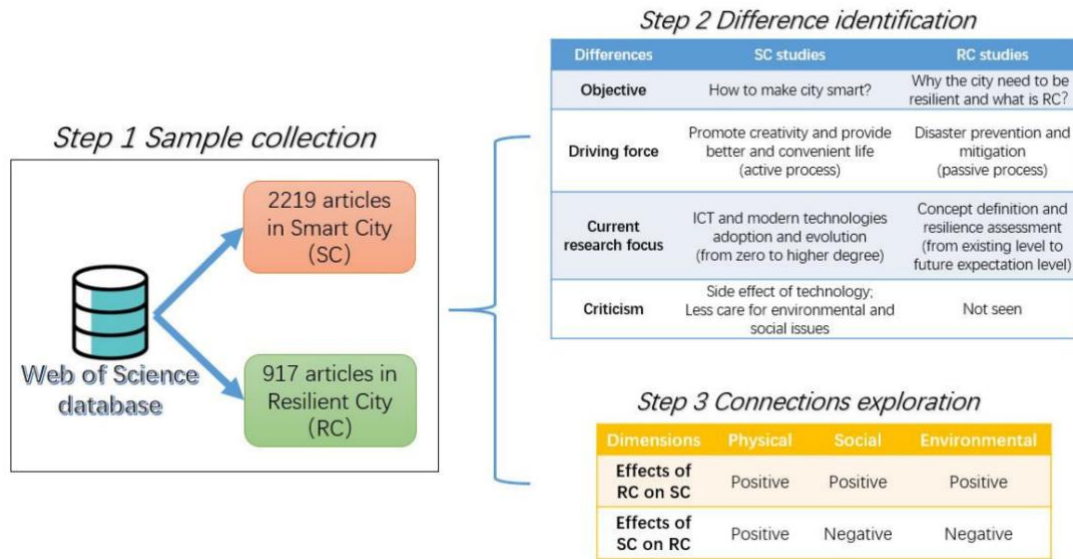 Step 1 Sample collection
2219 articles
in Smart City
(SC)
Web of Science
database
917 articles in
Resilient City
(RC)
Step 2 Difference identification
Differences SC studies RC studies
Objective How to make city smart? Why the city need to be
resilient and what is RC?
Driving force Promote creativity and provide
better and convenient life
(active process) Disaster prevention and
mitigation
(passive process)
Current
research focus ICT and modern technologies
adoption and evolution
(from zero to higher degree) Concept definition and
resilience assessment
(from existing level to
future expectation level)
Criticism Side effect of technology;
Less care for environmental and
social issues Not seen
Step 3 Connections exploration
Dimensions Physical Social Environmental
Effects of
RC on SC Positive Positive Positive
Effects of
SC on RC Positive Negative Negative